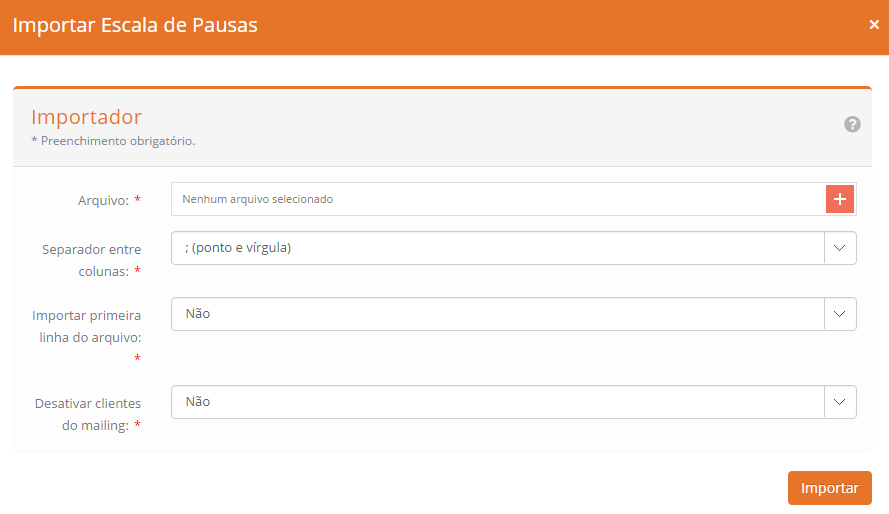 Importar Escala de Pausas
×
Importador
* Preenchimento obrigatório.
?
Arquivo: *
Nenhum arquivo selecionado
+
Separador entre
colunas: *
; (ponto e vírgula)
Importar primeira
linha do arquivo:
*
Não
Desativar clientes
do mailing: *
Não
Importar